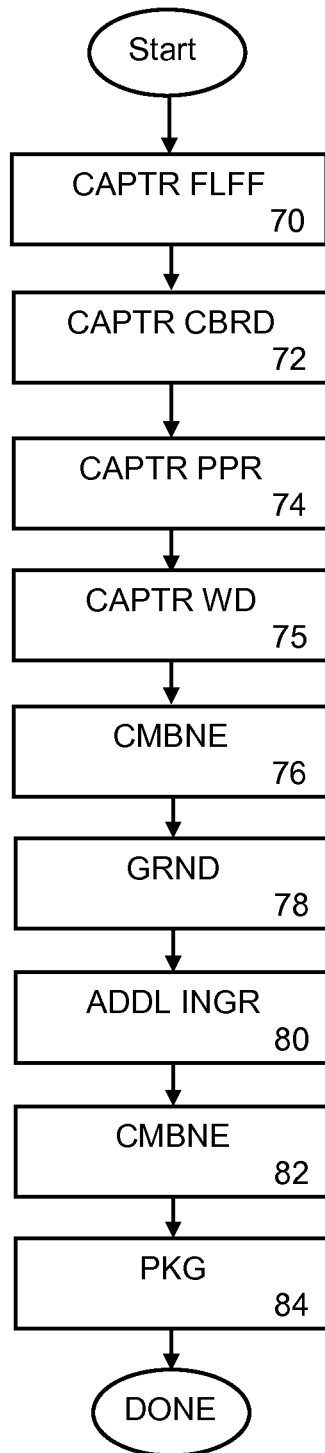 Start
CAPTR FLFF
70
CAPTR CBRD
72
CAPTR PPR
74
CAPTR WD
75
CMBNE
76
GRND
78
ADDL INGR
80
CMBNE
82
PKG
84
DONE